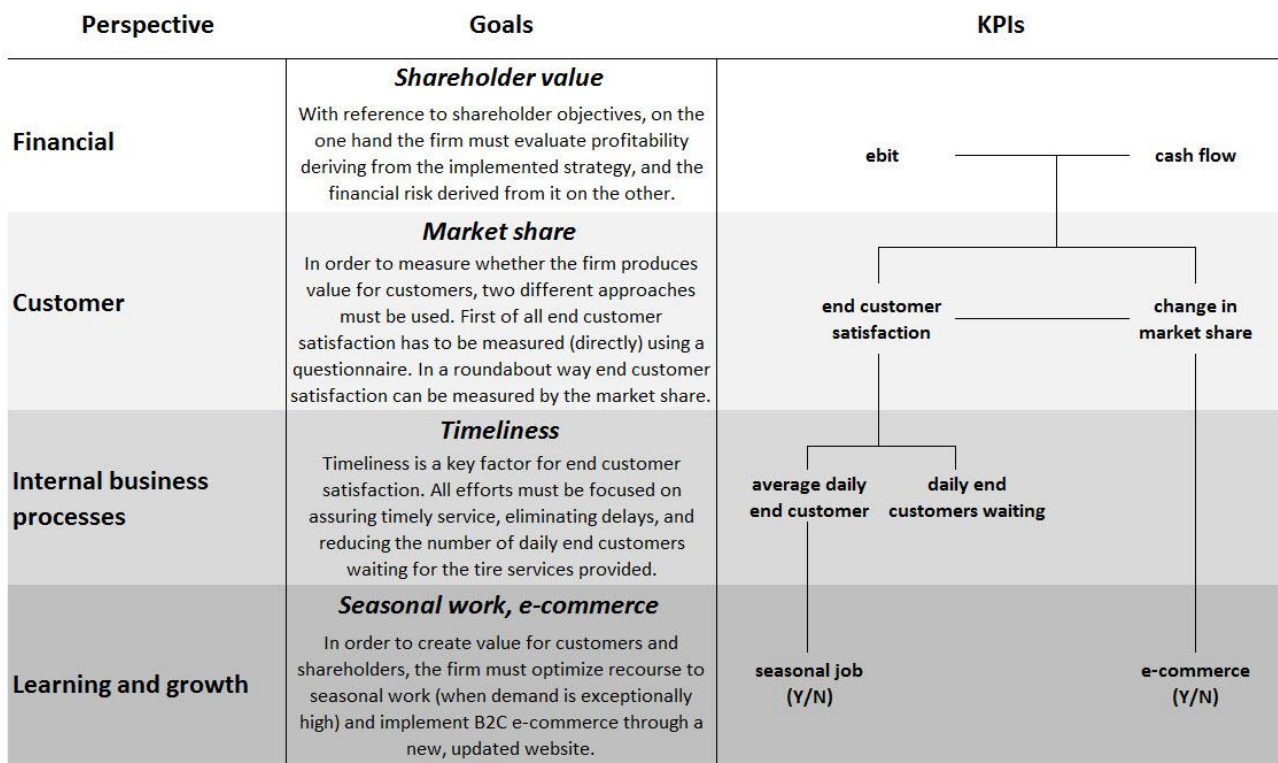 Perspective Goals KPIs
Financial
Shareholder value
With reference to shareholder objectives, on the
one hand the firm must evaluate profitability
deriving from the implemented strategy, and the
financial risk derived from it on the other.
ebit cash flow
Customer
Market share
In order to measure whether the firm produces
value for customers, two different approaches
must be used. First of all end customer
satisfaction has to be measured (directly) using a
questionnaire. In a roundabout way end customer
satisfaction can be measured by the market share.
end customer
satisfaction
change in
market share
Internal business
processes
Timeliness
Timeliness is a key factor for end customer
satisfaction. All efforts must be focused on
assuring timely service, eliminating delays, and
reducing the number of daily end customers
waiting for the tire services provided.
average daily
end customer
daily end
customers waiting
Learning and growth
Seasonal work, e-commerce
In order to create value for customers and
shareholders, the firm must optimize recourse to
seasonal work (when demand is exceptionally
high) and implement B2C e-commerce through a
new, updated website.
seasonal job
(Y/N)
e-commerce
(Y/N)